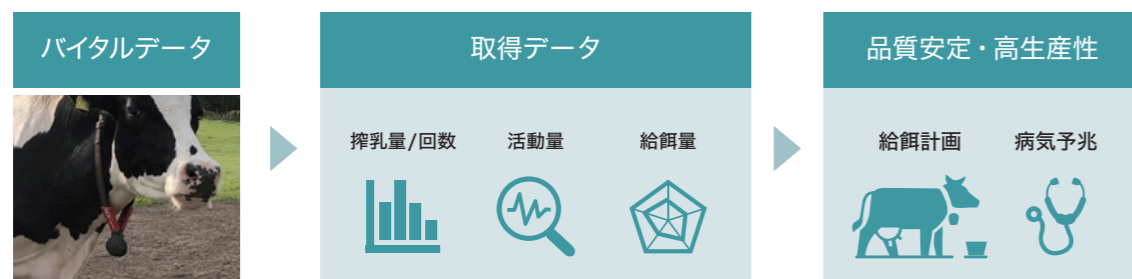 バイタルデータ
取得データ
品質安定・高生産性
搾乳量/回数
活動量
給餌量
給餌計画
病気予兆